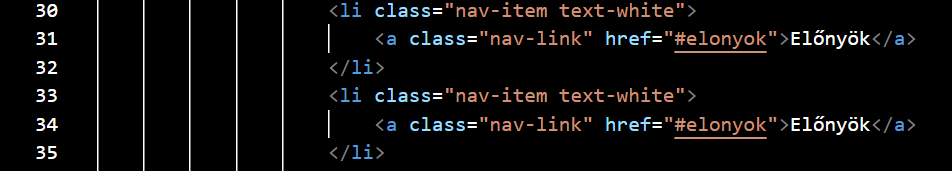 30 <li class="nav-item text-white">
31 <a class="nav-link" href="#elonyok">Előnyök</a>
32 </li>
33 <li class="nav-item text-white">
34 <a class="nav-link" href="#elonyok">Előnyök</a>
35 </li>